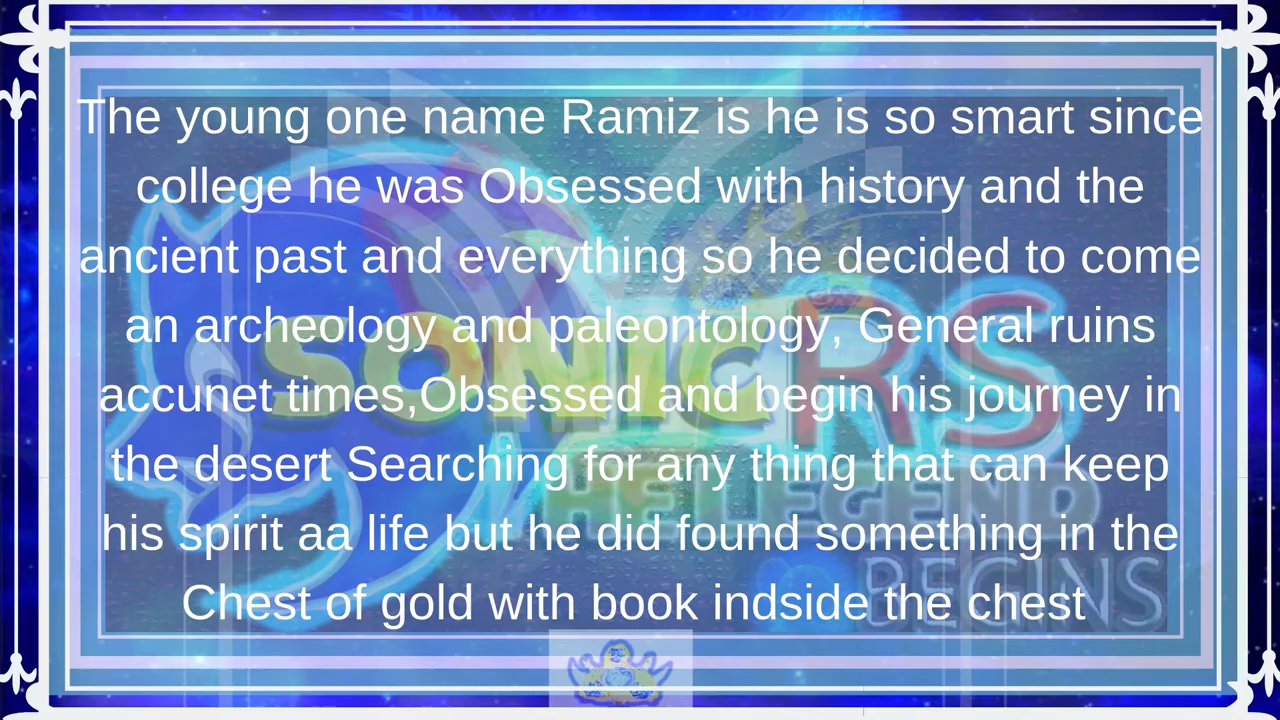 The young one name Ramiz is he is so smart since
college he was Obsessed with history and the
ancient past and everything so he decided to come
an archeology and paleontology, General ruins
accunet times,Obsessed and begin his journey in
the desert Searching for any thing that can keep
his spirit aa life but he did found something in the
Chest of gold with book indside the chest
SONIC RS
THE LEGEND
BEGINS